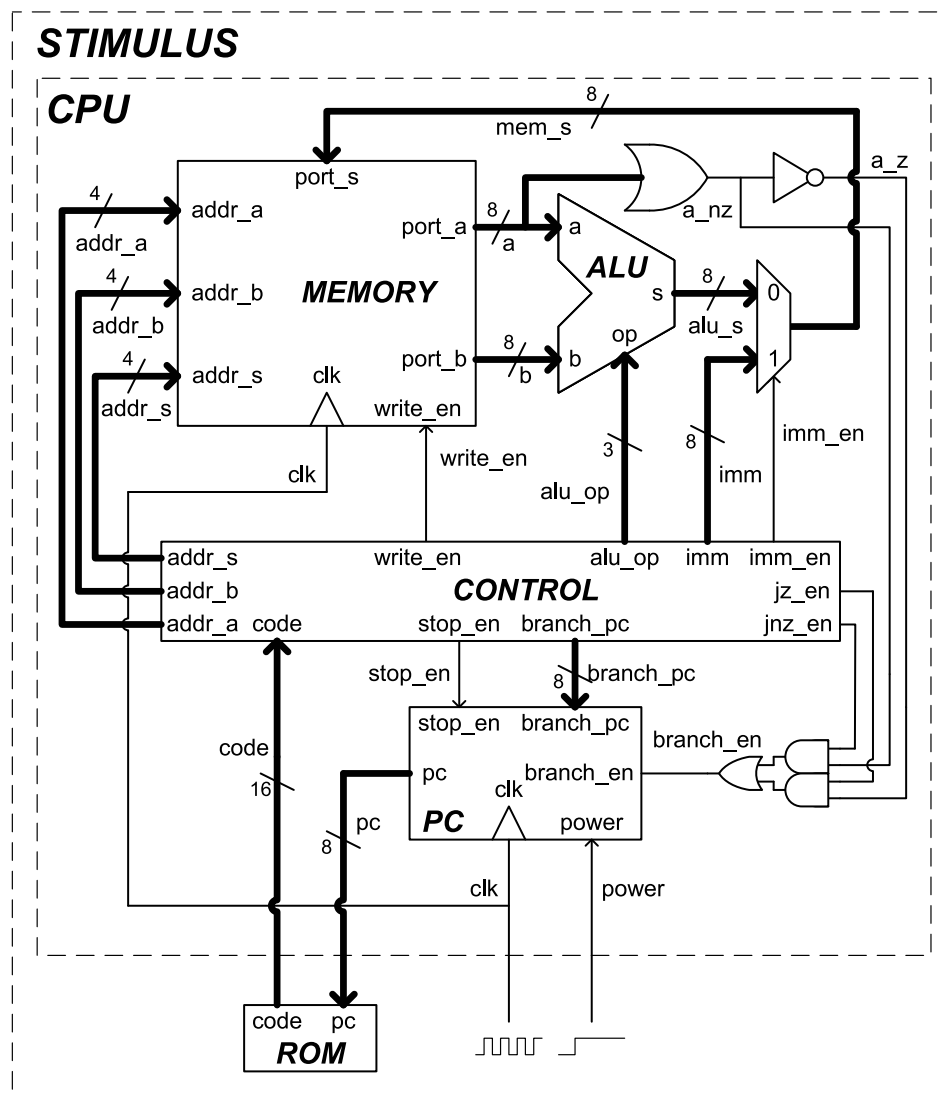 STIMULUS
CPU
8
mem_s
a_z
port_s
4
addr_a
addr_a
port_a
8
a
a
a_nz
ALU
MEMORY
4
addr_b
addr_b
s
8
alu_s
0
op
port_b
8
b
b
1
4
addr_s
addr_s
clk
write_en
clk
write_en
3
alu_op
8
imm
imm_en
addr_s
write_en
alu_op
imm
imm_en
addr_b
CONTROL
jz_en
addr_a
code
stop_en
branch_pc
jnz_en
stop_en
8
branch_pc
stop_en
branch_pc
code
16
branch_en
pc
branch_en
clk
8
pc
PC
power
clk
power
code
pc
ROM